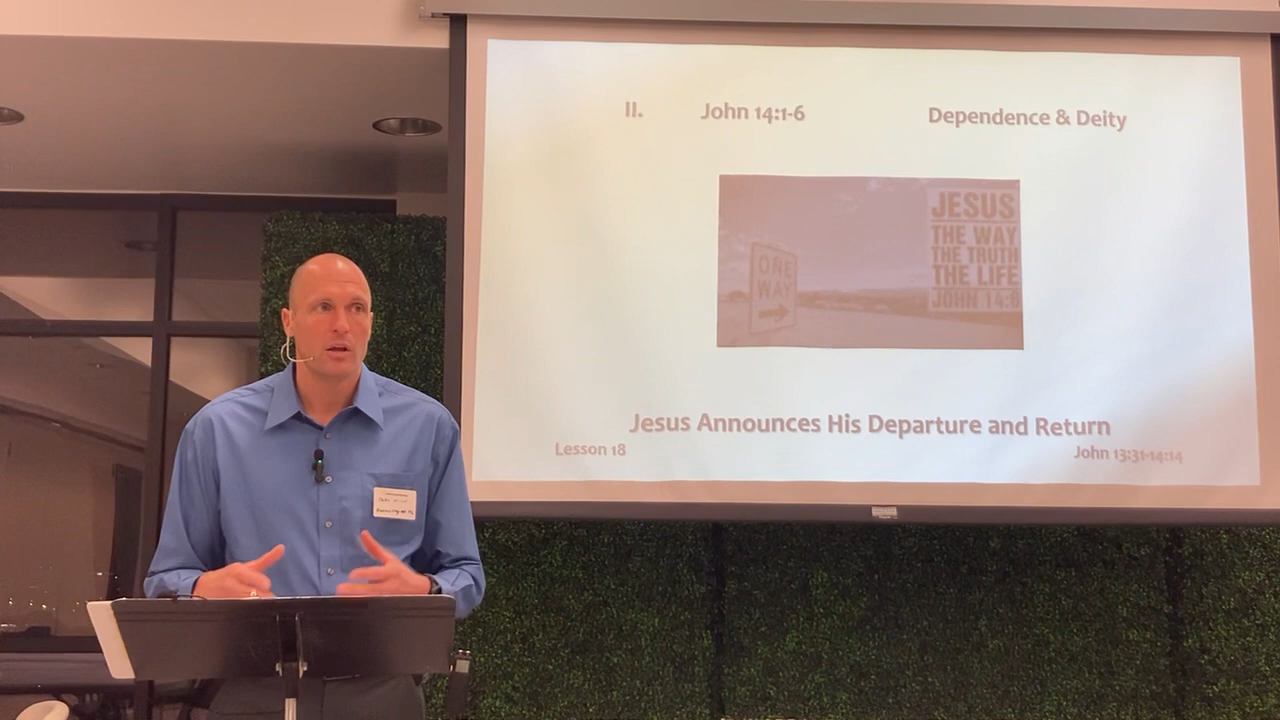 II. John 14:1-6 Dependence & Deity
ONE
WAY
JESUS
THE WAY
THE TRUTH
THE LIFE
JOHN 14:6
Jesus Announces His Departure and Return
Lesson 18
John 13:31-14:14